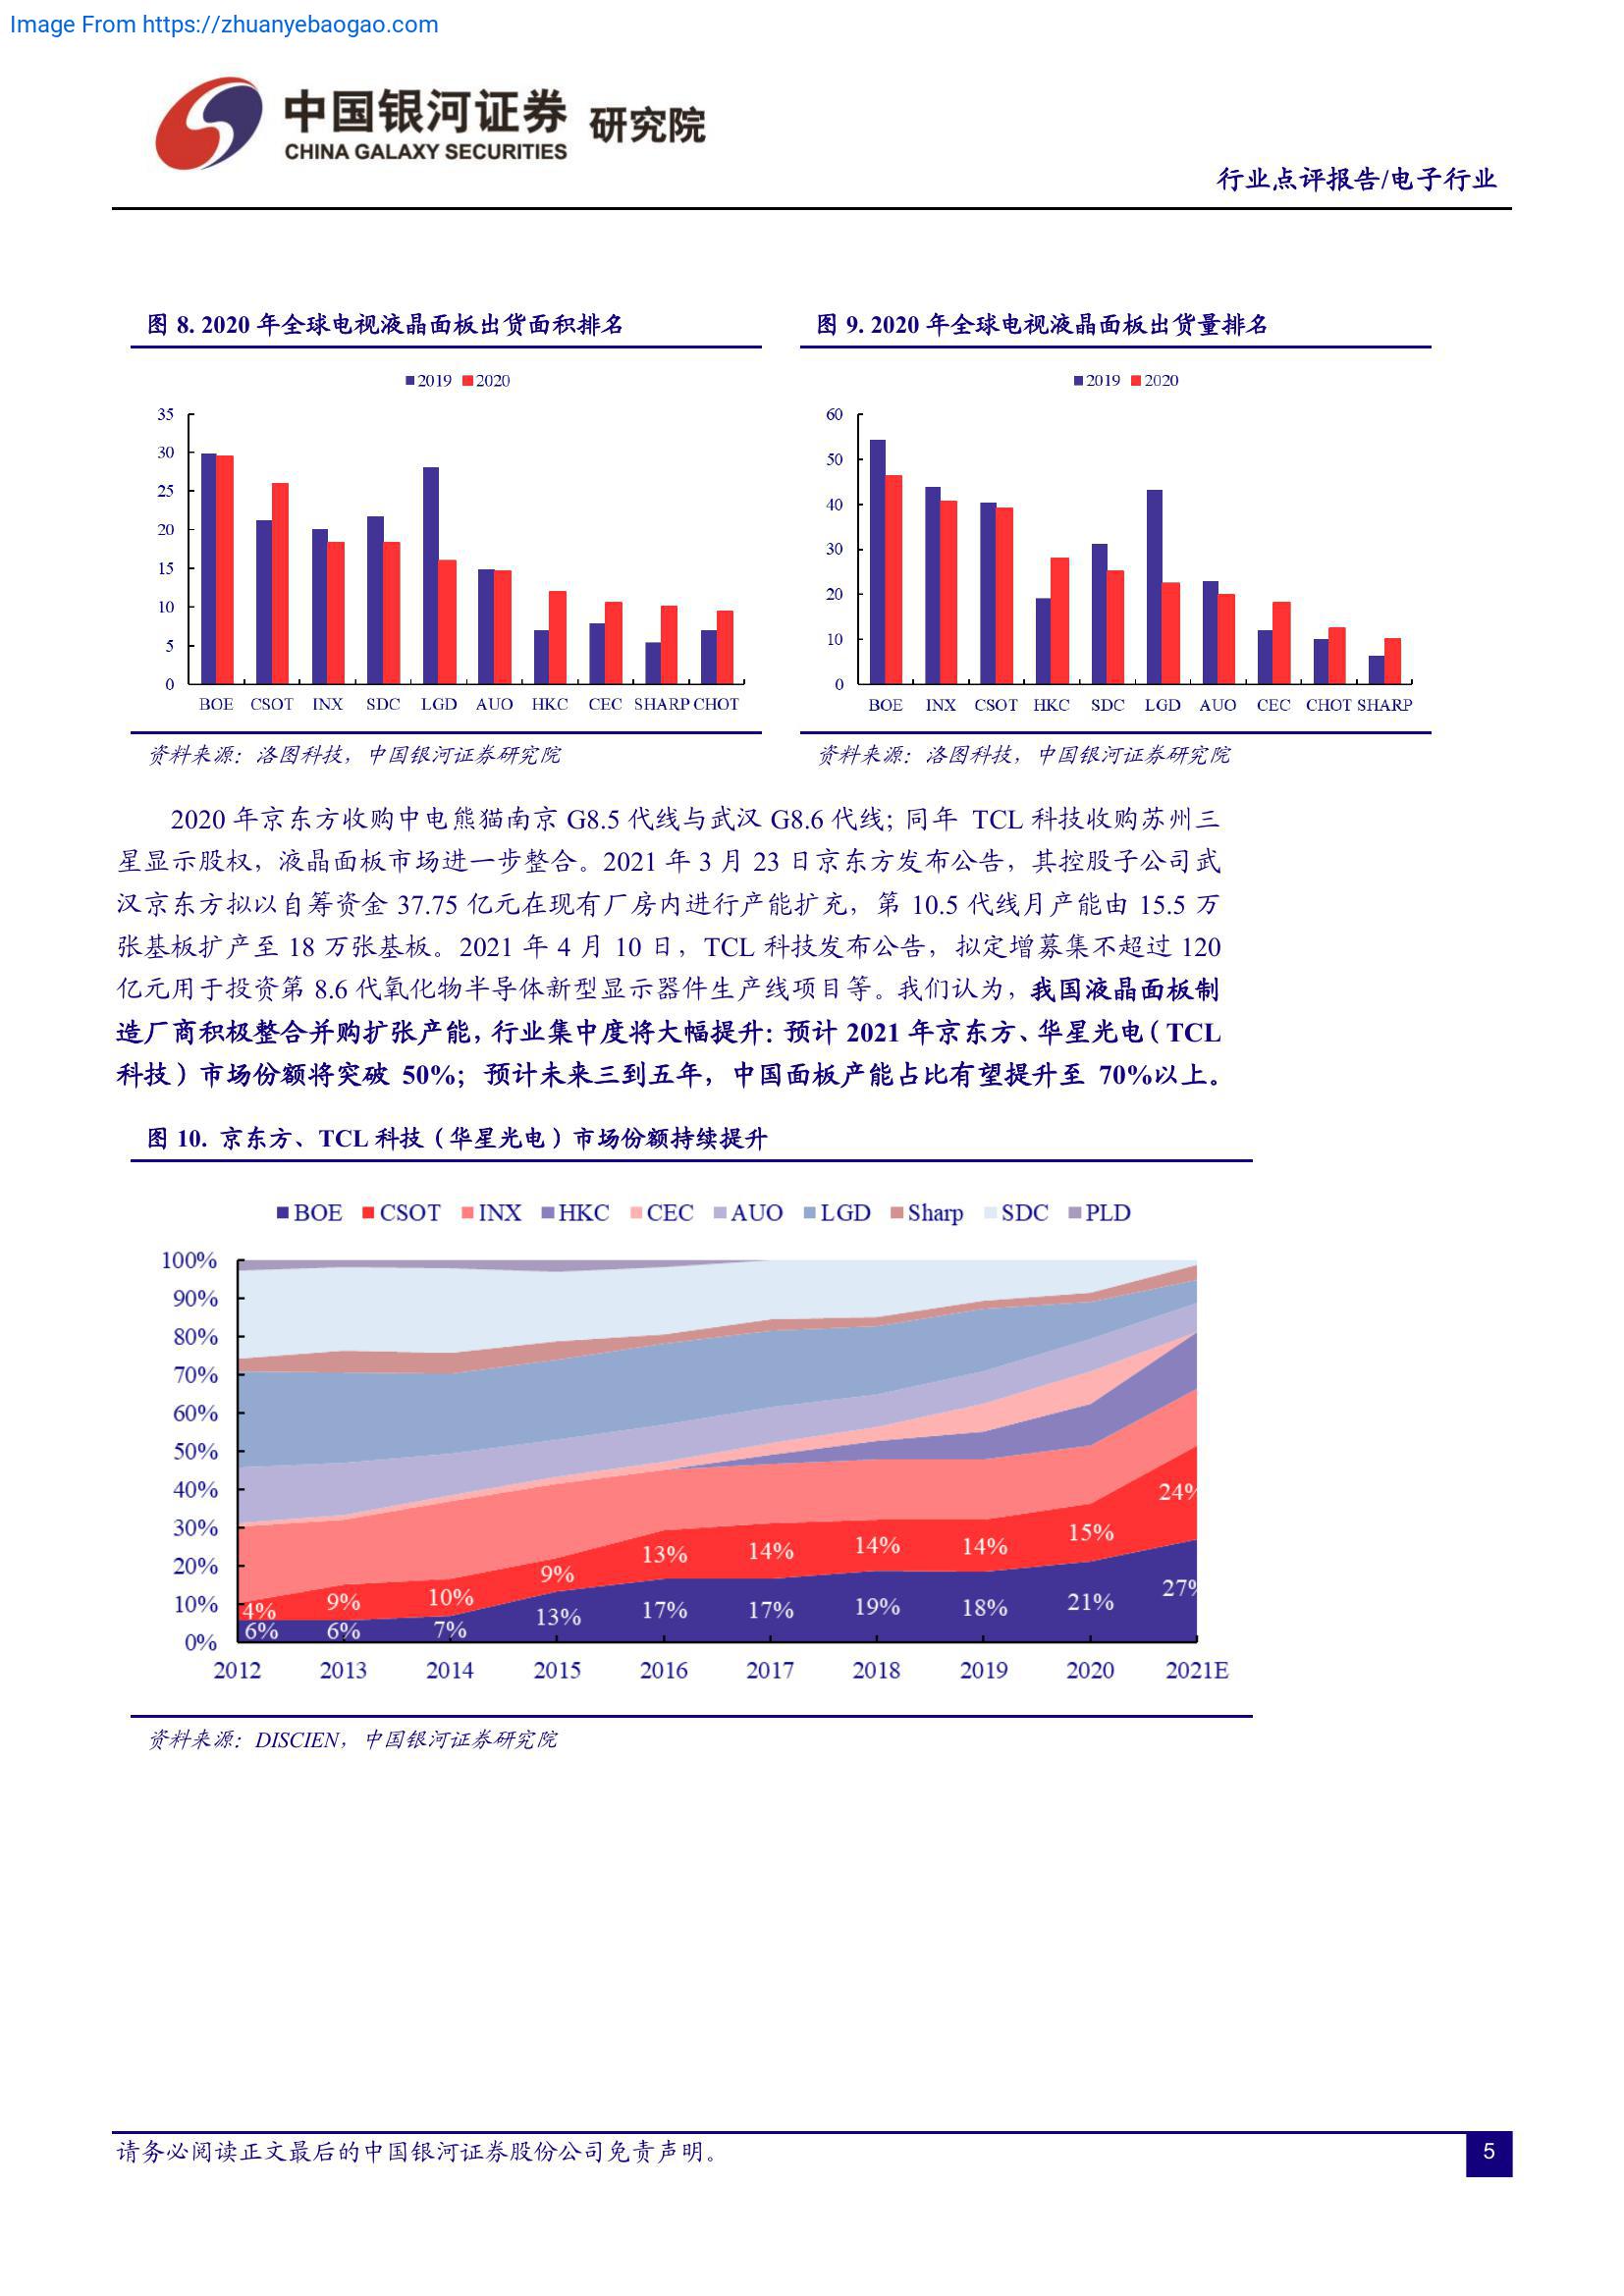 Image From https://zhuanyebaogao.com
中国银河证券 研究院
CHINA GALAXY SECURITIES
行业点评报告/电子行业
图 8. 2020 年全球电视液晶面板出货面积排名
2019 2020
35
30
25
20
15
10
5
0
BOE CSOT INX SDC LGD AUO HKC CEC SHARP CHOT
资料来源：洛图科技，中国银河证券研究院
图 9. 2020 年全球电视液晶面板出货量排名
2019 2020
60
50
40
30
20
10
0
BOE INX CSOT HKC SDC LGD AUO CEC CHOT SHARP
资料来源：洛图科技，中国银河证券研究院
2020 年京东方收购中电熊猫南京 G8.5 代线与武汉 G8.6 代线；同年 TCL 科技收购苏州三
星显示股权，液晶面板市场进一步整合。2021 年 3 月 23 日京东方发布公告，其控股子公司武
汉京东方拟以自筹资金 37.75 亿元在现有厂房内进行产能扩充，第 10.5 代线月产能由 15.5 万
张基板扩产至 18 万张基板。2021 年 4 月 10 日，TCL 科技发布公告，拟定增募集不超过 120
亿元用于投资第 8.6 代氧化物半导体新型显示器件生产线项目等。我们认为，我国液晶面板制
造厂商积极整合并购扩张产能，行业集中度将大幅提升：预计 2021 年京东方、华星光电（TCL
科技）市场份额将突破 50%；预计未来三到五年，中国面板产能占比有望提升至 70%以上。
图 10. 京东方、TCL 科技（华星光电）市场份额持续提升
BOE CSOT INX HKC CEC AUO LGD Sharp SDC PLD
100%
90%
80%
70%
60%
50%
40%
30%
20%
10%
0%
4% 9% 10% 9% 13% 14% 14% 14% 15% 24%
6% 6% 7% 13% 17% 17% 19% 18% 21% 27%
2012 2013 2014 2015 2016 2017 2018 2019 2020 2021E
资料来源：DISCIEN，中国银河证券研究院
请务必阅读正文最后的中国银河证券股份公司免责声明。
5